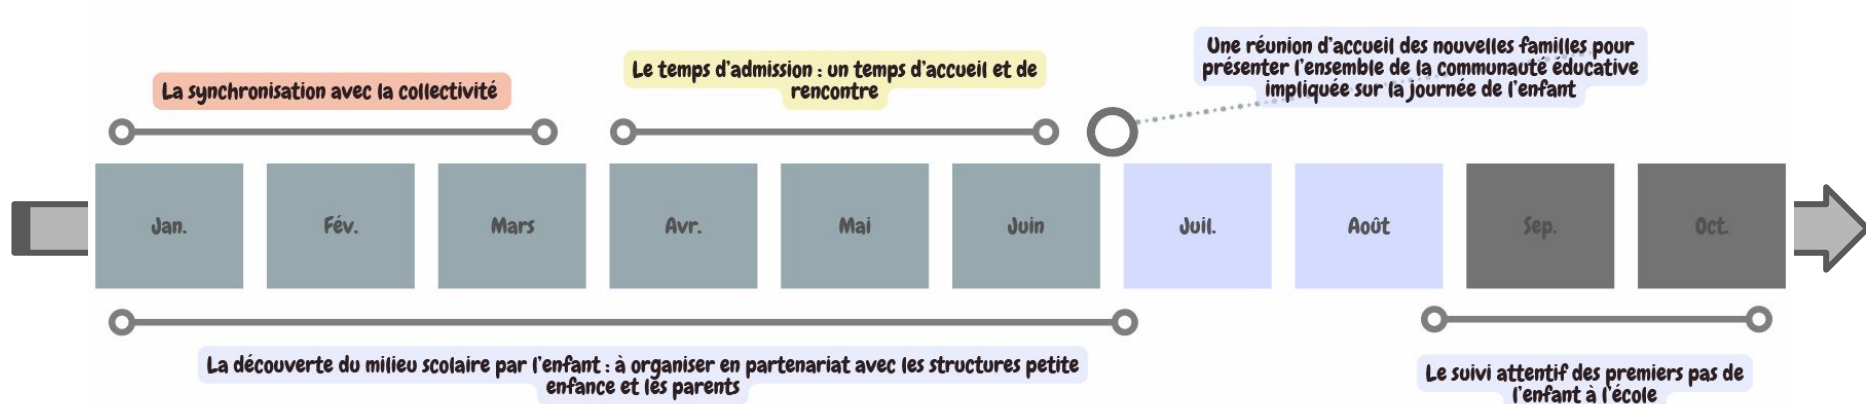 La synchronisation avec la collectivité
Le temps d'admission : un temps d'accueil et de
rencontre
Une réunion d'accueil des nouvelles familles pour
présenter l'ensemble de la communauté éducative
impliquée sur la journée de l'enfant
Jan.
Fév.
Mars
Avr.
Mai
Juin
Juil.
Août
Sep.
Oct.
La découverte du milieu scolaire par l'enfant : à organiser en partenariat avec les structures petite
enfance et les parents
Le suivi attentif des premiers pas de
l'enfant à l'école